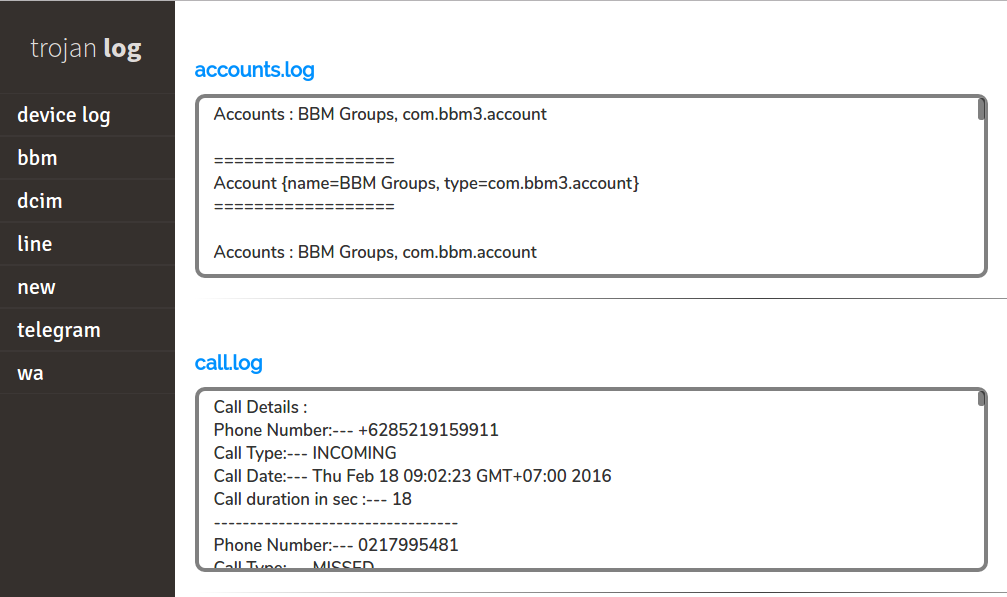 trojan log
device log
bbm
dcim
line
new
telegram
wa
accounts.log
Accounts : BBM Groups, com.bbm3.account
==================
Account {name=BBM Groups, type=com.bbm3.account}
==================
Accounts : BBM Groups, com.bbm.account
call.log
Call Details :
Phone Number:--- +6285219159911
Call Type:--- INCOMING
Call Date:--- Thu Feb 18 09:02:23 GMT+07:00 2016
Call duration in sec :--- 18
----------------------------------
Phone Number:--- 0217995481
Call Type:--- MISSED